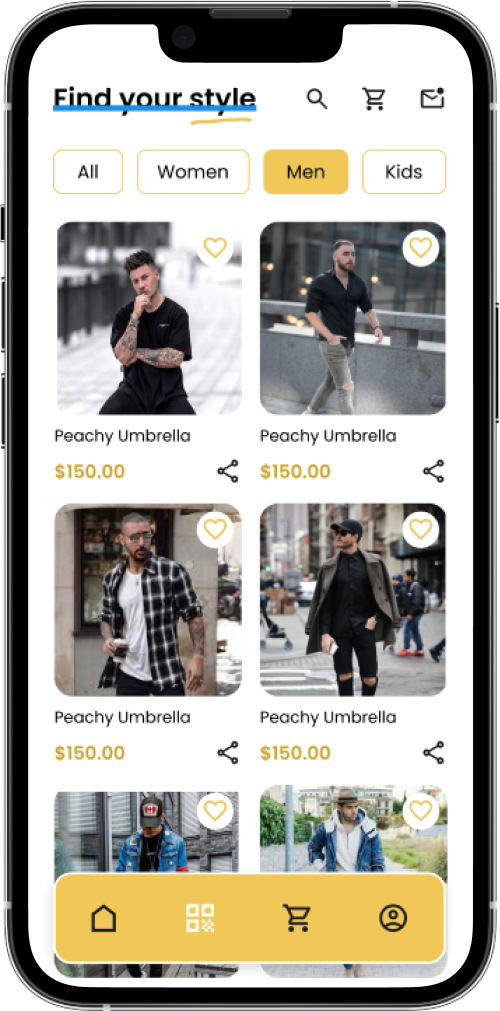 Find your style
All Women Men Kids
Peachy Umbrella Peachy Umbrella
$150.00 $150.00
Peachy Umbrella Peachy Umbrella
$150.00 $150.00